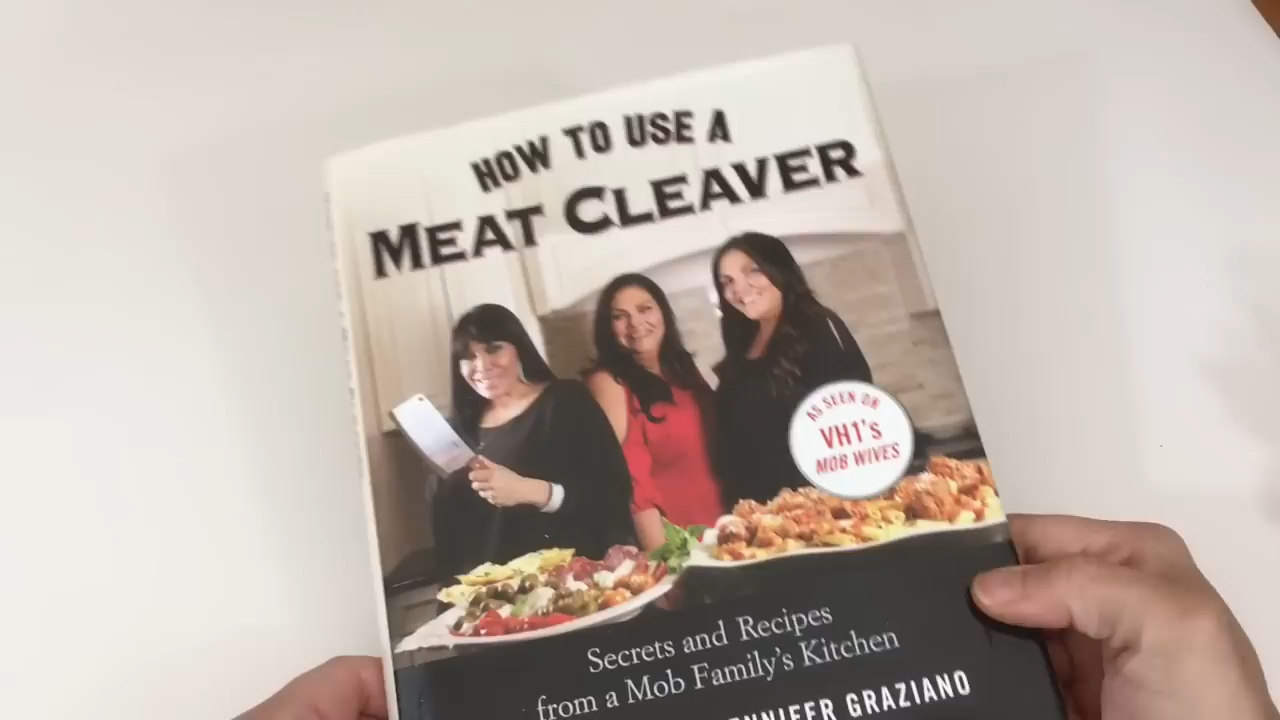 HOW TO USE A
MEAT CLEAVER
AS SEEN ON
VH1's
MOB WIVES
Secrets and Recipes
from a Mob Family's Kitchen
JENNIFER GRAZIANO